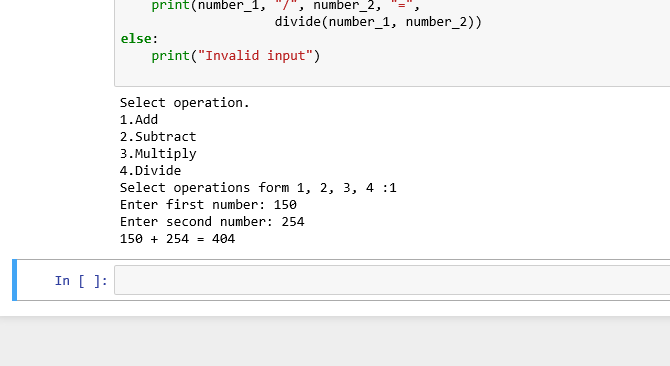 print(number_1, "/", number_2, "=",
divide(number_1, number_2))
else:
print("Invalid input")
Select operation.
1.Add
2.Subtract
3.Multiply
4.Divide
Select operations form 1, 2, 3, 4 :1
Enter first number: 150
Enter second number: 254
150 + 254 = 404
In [ ]: